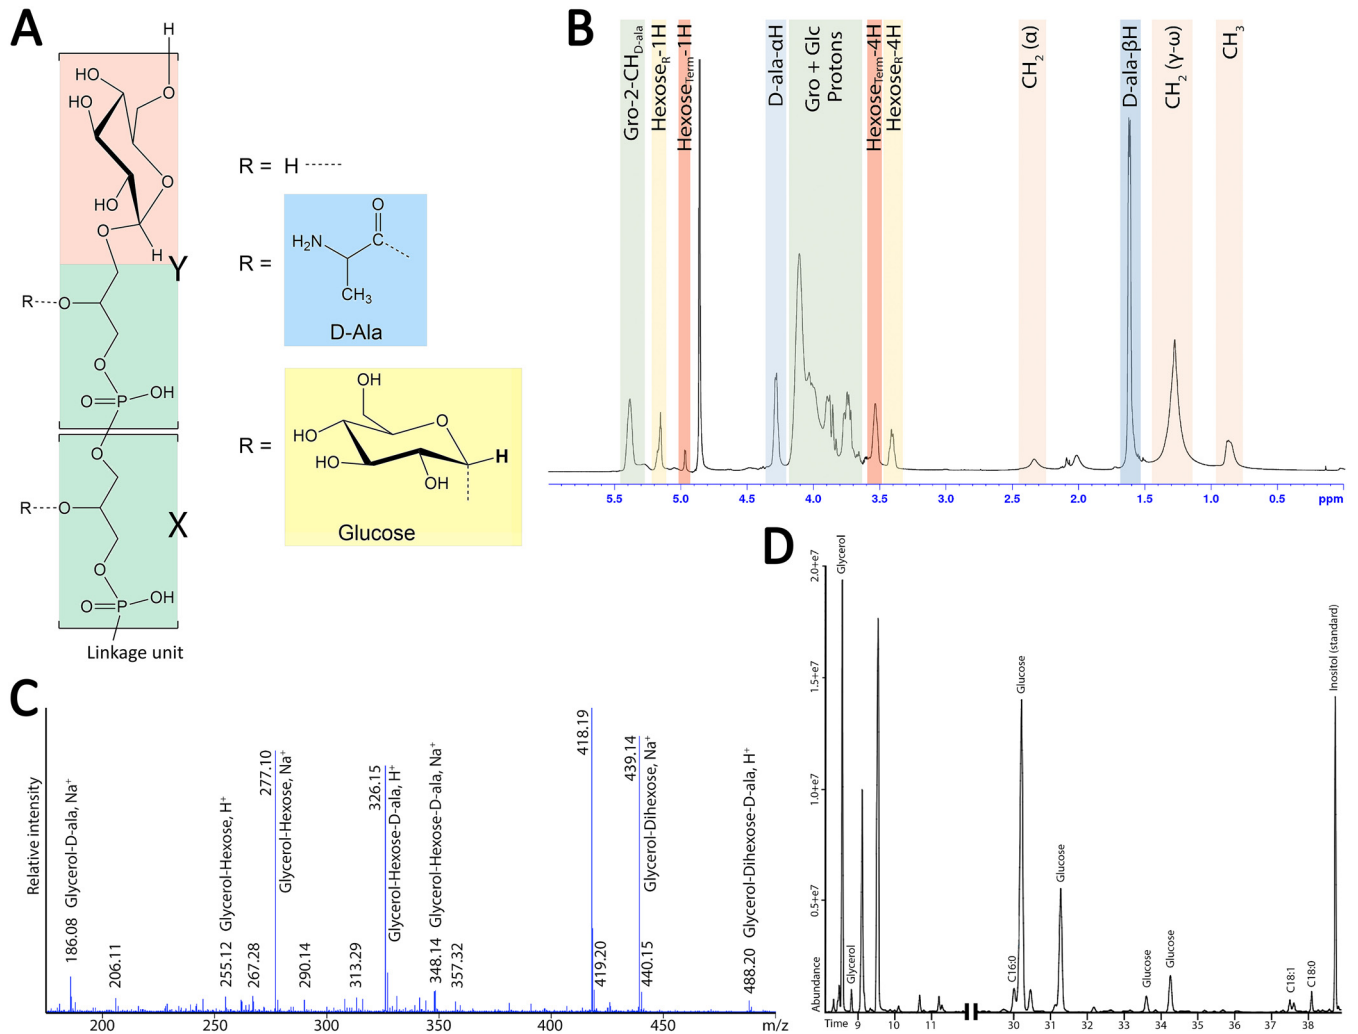 A
H
HO
O
HO
HO
O
O
H
Y
R
O
O
O
P
OH
O
R
O
X
O
O
P
OH
Linkage unit
R = H
R =
O
H₂N
C
CH₃
D-Ala
R =
OH
O
HO
HO
H
OH
Glucose
B
Gro-2-CH_D-ala
Hexose_R-1H
Hexose_Term-1H
D-ala-αH
Gro + Glc
Protons
Hexose_Term-4H
Hexose_R-4H
CH₂ (α)
D-ala-βH
CH₂ (γ-ω)
CH₃
5.5 5.0 4.5 4.0 3.5 3.0 2.5 2.0 1.5 1.0 0.5 ppm
C
Relative intensity
186.08 Glycerol-D-ala, Na⁺
206.11
255.12 Glycerol-Hexose, H⁺
267.28
277.10
Glycerol-Hexose, Na⁺
290.14
313.29
326.15
Glycerol-Hexose-D-ala, H⁺
348.14 Glycerol-Hexose-D-ala, Na⁺
357.32
418.19
419.20
439.14
Glycerol-Dihexose, Na⁺
440.15
488.20 Glycerol-Dihexose-D-ala, H⁺
200 250 300 350 400 450 m/z
D
Abundance
0.5+e7
1.0+e7
1.5+e7
2.0+e7
Glycerol
Glycerol
C16:0
Glucose
Glucose
Glucose
Glucose
C18:1
C18:0
Inositol (standard)
Time 9 10 11 30 31 33 34 35 36 37 38